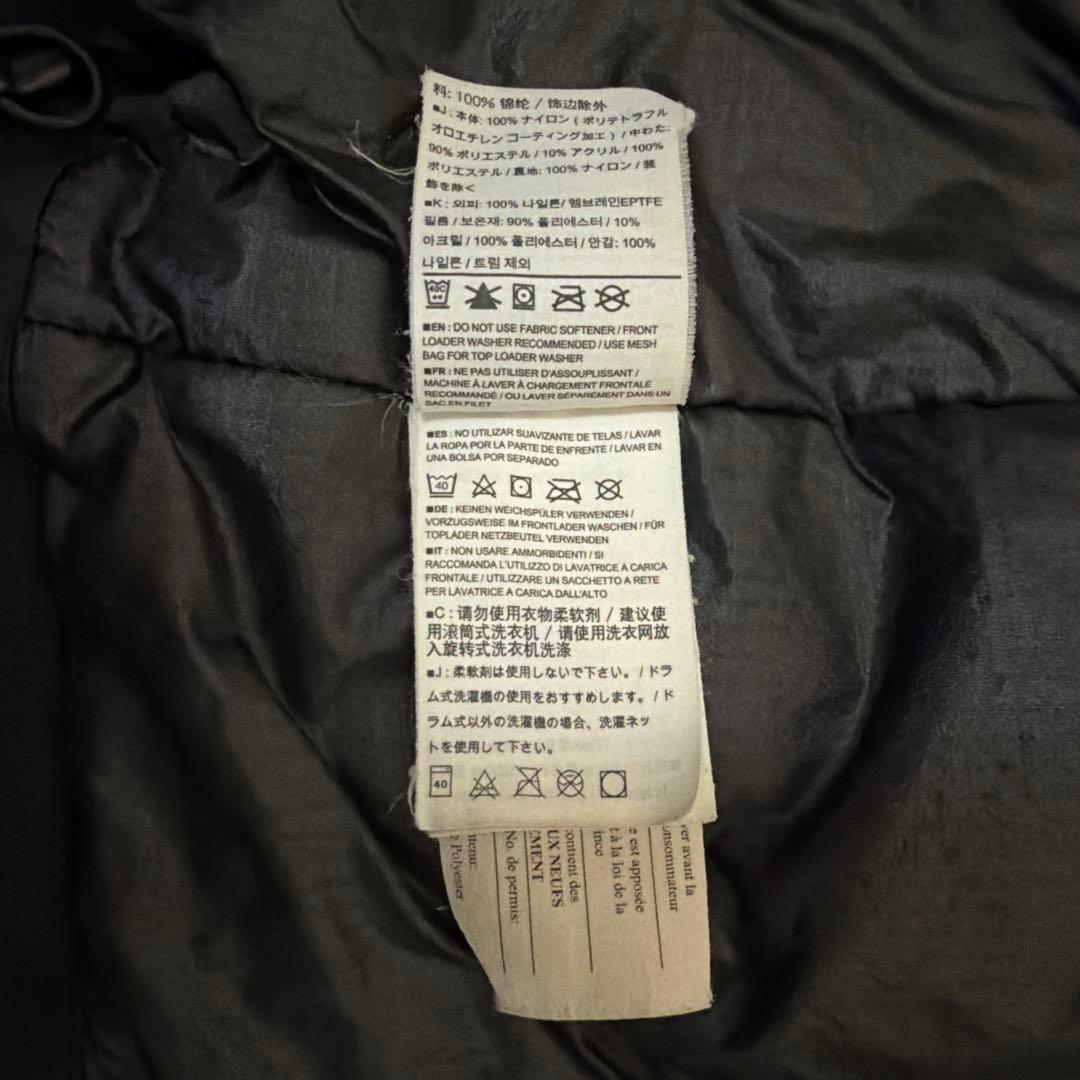 料: 100% 锦纶 / 饰边除外
■J : 本体: 100% ナイロン ( ポリテトラフル
オロエチレン コーティング加工 ) / 中わた:
90% ポリエステル / 10% アクリル / 100%
ポリエステル / 裏地: 100% ナイロン / 装
飾を除く
■K : 외피: 100% 나일론/ 멤브레인EPTFE
필름 / 보온재: 90% 폴리에스터 / 10%
아크릴 / 100% 폴리에스터 / 안감: 100%
나일론 / 트림 제외
40C
■EN : DO NOT USE FABRIC SOFTENER / FRONT
LOADER WASHER RECOMMENDED / USE MESH
BAG FOR TOP LOADER WASHER
■FR : NE PAS UTILISER D'ASSOUPLISSANT /
MACHINE À LAVER À CHARGEMENT FRONTALE
RECOMMANDÉ / OU LAVER SÉPARÉMENT DANS UN
SAC EN FILET
■ES : NO UTILIZAR SUAVIZANTE DE TELAS / LAVAR
LA ROPA POR LA PARTE DE ENFRENTE / LAVAR EN
UNA BOLSA POR SEPARADO
40
■DE : KEINEN WEICHSPÜLER VERWENDEN /
VORZUGSWEISE IM FRONTLADER WASCHEN / FÜR
TOPLADER NETZBEUTEL VERWENDEN
■IT : NON USARE AMMORBIDENTI / SI
RACCOMANDA L'UTILIZZO DI LAVATRICE A CARICA
FRONTALE / UTILIZZARE UN SACCHETTO A RETE
PER LAVATRICE A CARICA DALL'ALTO
■C : 请勿使用衣物柔软剂 / 建议使
用滚筒式洗衣机 / 请使用洗衣网放
入旋转式洗衣机洗涤
■J : 柔軟剤は使用しないで下さい。 / ドラ
ム式洗濯機の使用をおすすめします。 / ド
ラム式以外の洗濯機の場合、洗濯ネッ
トを使用して下さい。
40
ver avant la
onsommateur
e est apposée
t à la loi de la
ince
contient des
UX NEUFS
EMENT
No. de permis:
ntenu:
Polyester